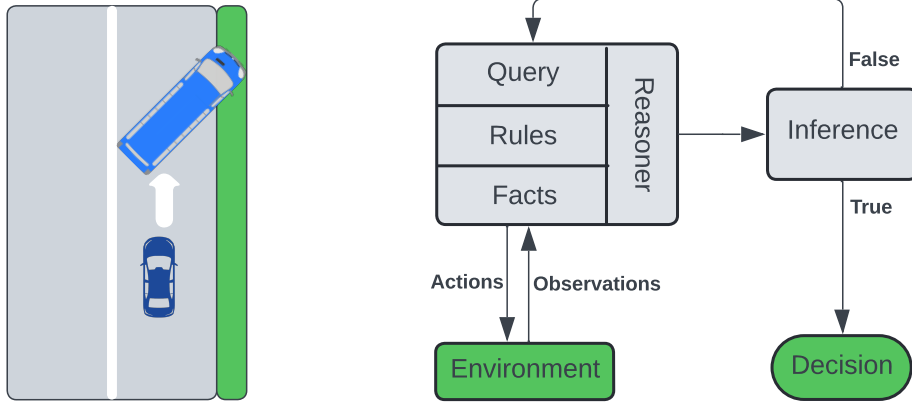 Query
Rules
Facts
Reasoner
False
Inference
True
Actions
Observations
Environment
Decision